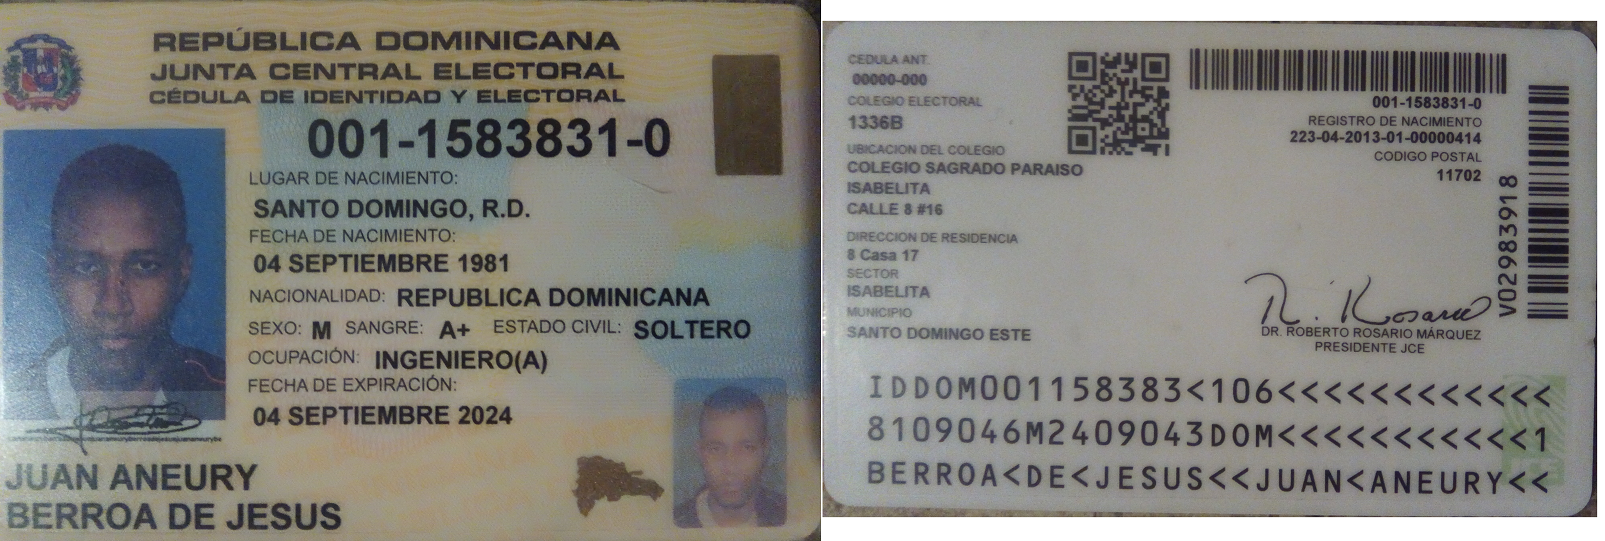 REPÚBLICA DOMINICANA
JUNTA CENTRAL ELECTORAL
CÉDULA DE IDENTIDAD Y ELECTORAL
001-1583831-0
LUGAR DE NACIMIENTO:
SANTO DOMINGO, R.D.
FECHA DE NACIMIENTO:
04 SEPTIEMBRE 1981
NACIONALIDAD: REPUBLICA DOMINICANA
SEXO: M SANGRE: A+ ESTADO CIVIL: SOLTERO
OCUPACIÓN: INGENIERO(A)
FECHA DE EXPIRACIÓN:
04 SEPTIEMBRE 2024
JUAN ANEURY
BERROA DE JESUS
CEDULA ANT.
00000-000
COLEGIO ELECTORAL
1336B
UBICACION DEL COLEGIO
COLEGIO SAGRADO PARAISO
ISABELITA
CALLE 8 #16
DIRECCION DE RESIDENCIA
8 Casa 17
SECTOR
ISABELITA
MUNICIPIO
SANTO DOMINGO ESTE
001-1583831-0
REGISTRO DE NACIMIENTO
223-04-2013-01-00000414
CODIGO POSTAL
11702
V02983918
R. Rosario
DR. ROBERTO ROSARIO MÁRQUEZ
PRESIDENTE JCE
IDDOM001158383<106<<<<<<<<<<<<
8109046M2409043DOM<<<<<<<<<<<1
BERROA<DE<JESUS<<JUAN<ANEURY<<